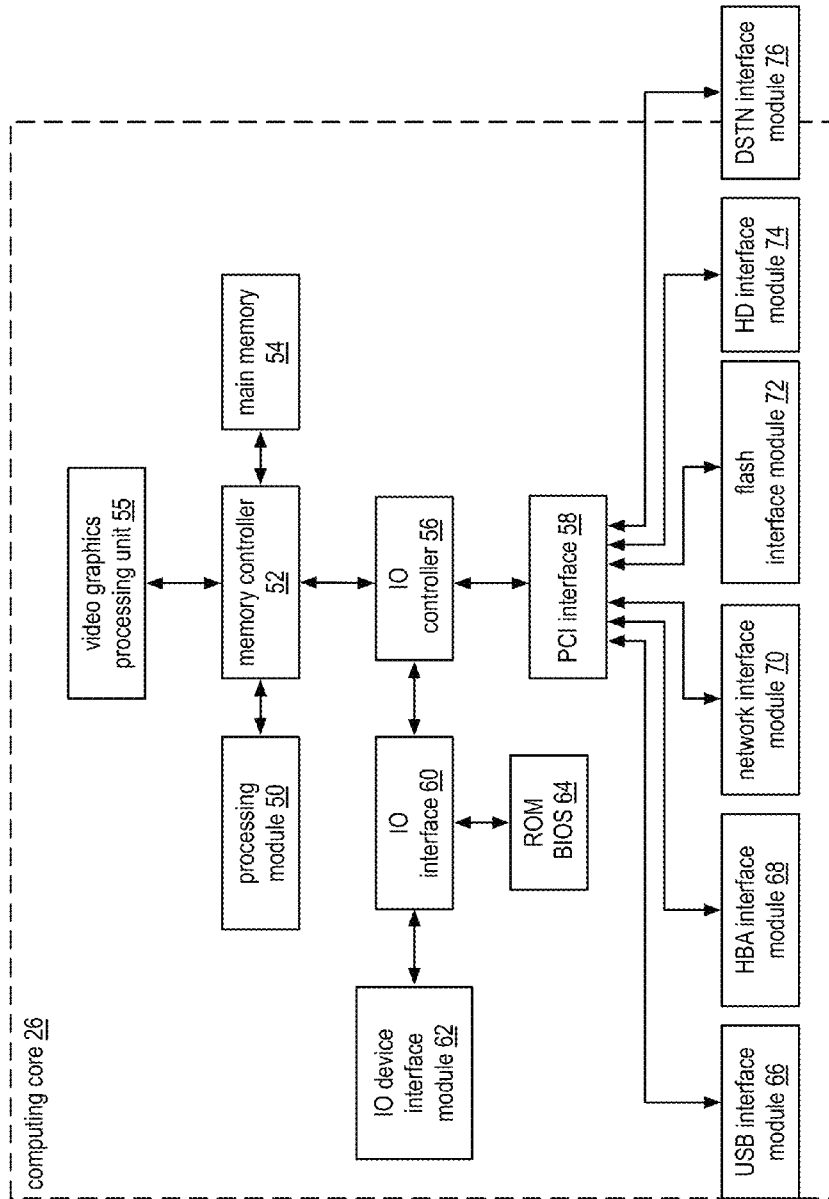 computing core 26
video graphics
processing unit 55
processing
module 50
memory controller
52
main memory
54
IO device
interface
module 62
IO
interface 60
IO
controller 56
ROM
BIOS 64
PCI interface 58
USB interface
module 66
HBA interface
module 68
network interface
module 70
flash
interface module 72
HD interface
module 74
DSTN interface
module 76